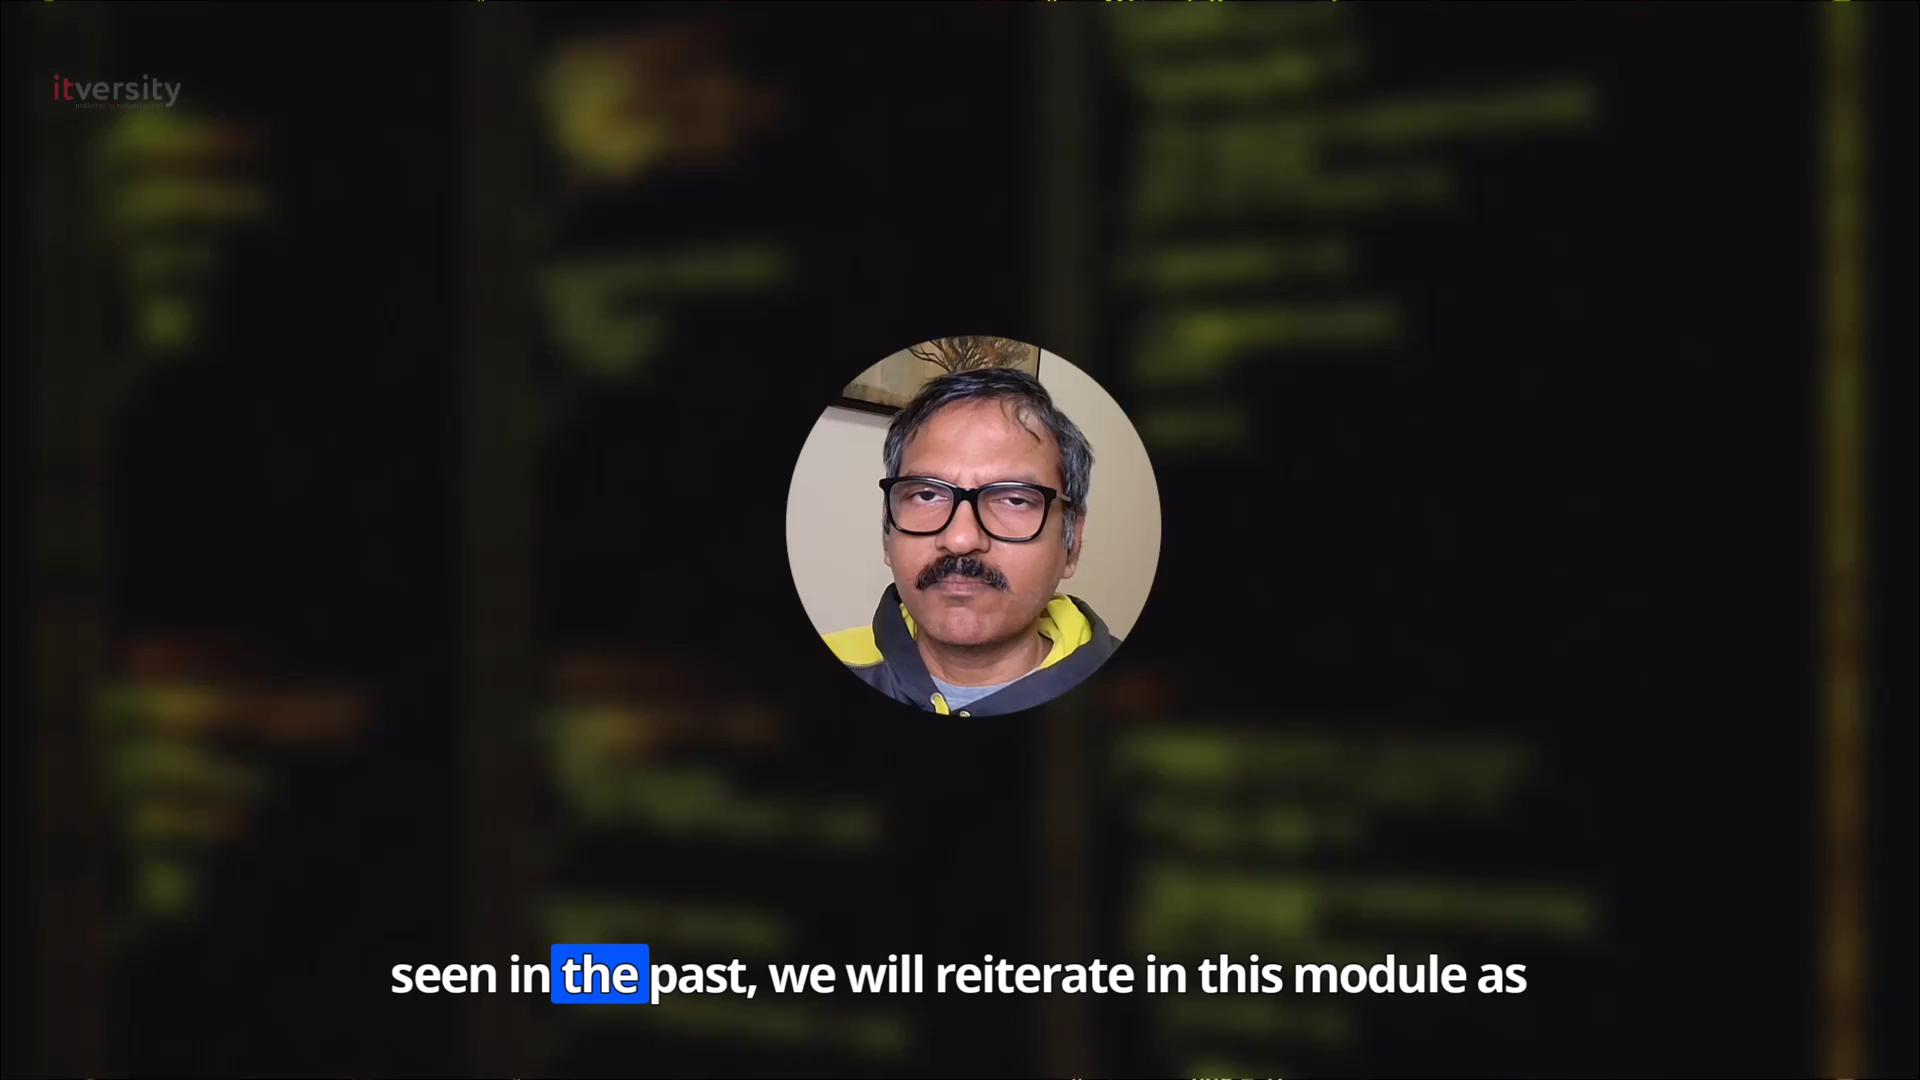 itversity
seen in the past, we will reiterate in this module as